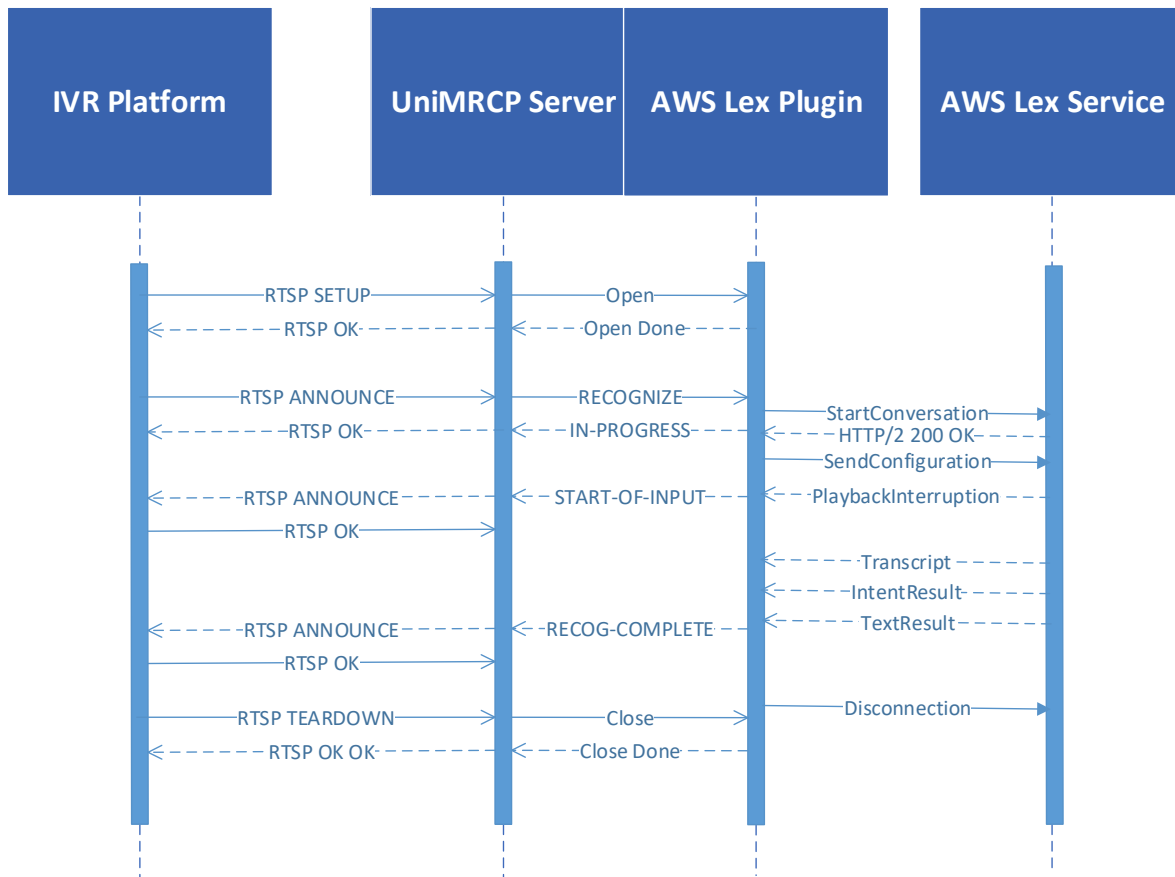 IVR Platform
UniMRCP Server
AWS Lex Plugin
AWS Lex Service
RTSP SETUP
Open
RTSP OK
Open Done
RTSP ANNOUNCE
RECOGNIZE
StartConversation
RTSP OK
IN-PROGRESS
HTTP/2 200 OK
SendConfiguration
RTSP ANNOUNCE
START-OF-INPUT
PlaybackInterruption
RTSP OK
Transcript
IntentResult
TextResult
RTSP ANNOUNCE
RECOG-COMPLETE
RTSP OK
Disconnection
RTSP TEARDOWN
Close
RTSP OK OK
Close Done